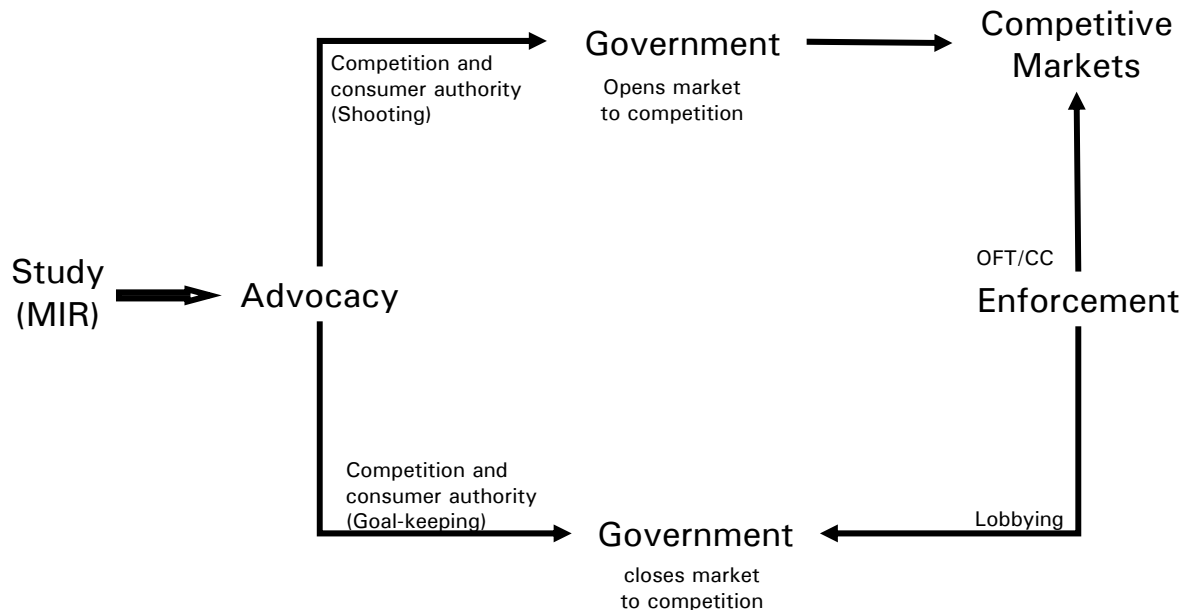 Competition and
consumer authority
(Shooting)
Government
Opens market
to competition
Competitive
Markets
Study
(MIR)
Advocacy
OFT/CC
Enforcement
Competition and
consumer authority
(Goal-keeping)
Government
closes market
to competition
Lobbying